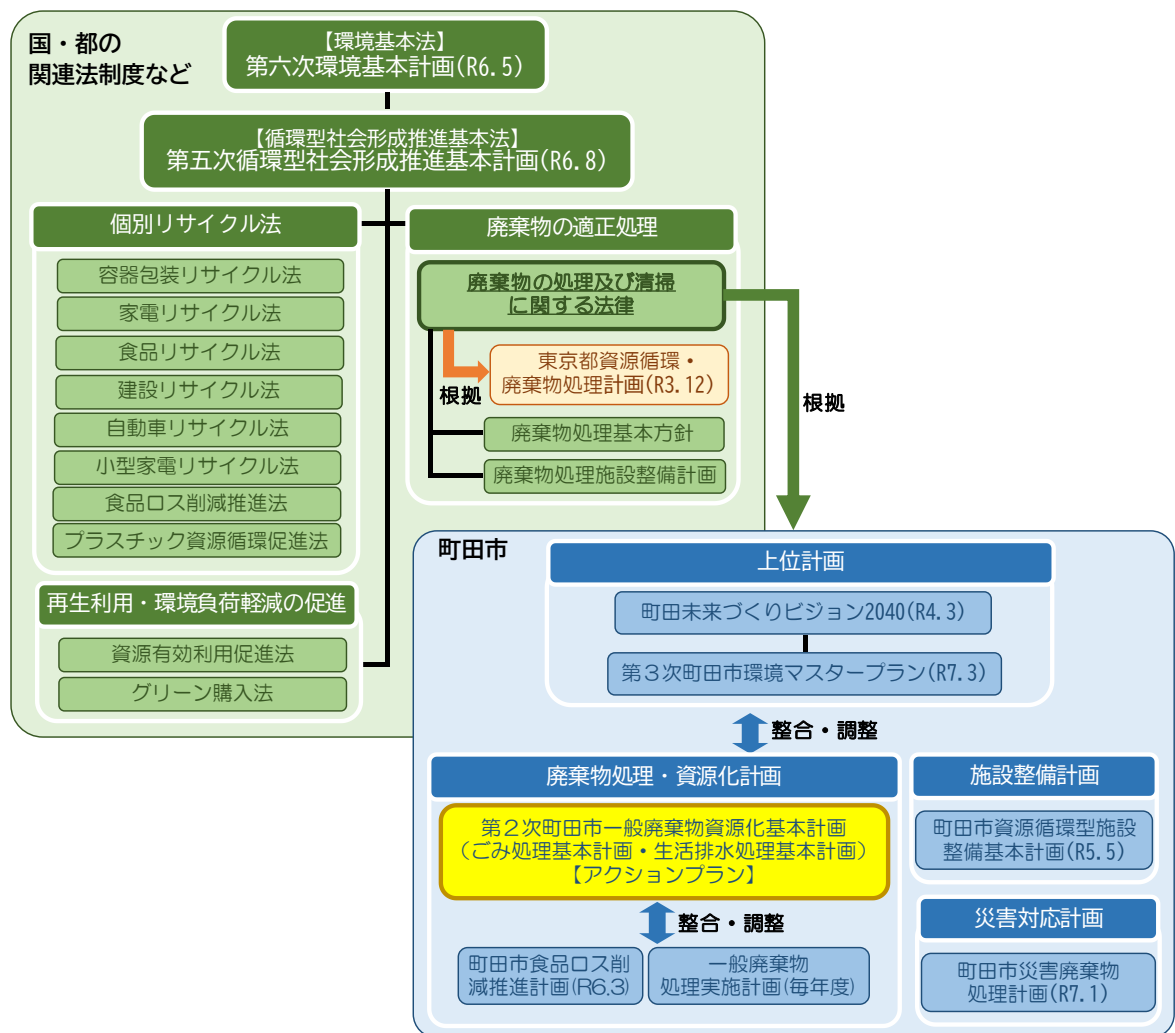 国・都の
関連法制度など
【環境基本法】
第六次環境基本計画(R6.5)
【循環型社会形成推進基本法】
第五次循環型社会形成推進基本計画(R6.8)
個別リサイクル法
容器包装リサイクル法
家電リサイクル法
食品リサイクル法
建設リサイクル法
自動車リサイクル法
小型家電リサイクル法
食品ロス削減推進法
プラスチック資源循環促進法
再生利用・環境負荷軽減の促進
資源有効利用促進法
グリーン購入法
廃棄物の適正処理
廃棄物の処理及び清掃
に関する法律
根拠
東京都資源循環・
廃棄物処理計画(R3.12)
廃棄物処理基本方針
廃棄物処理施設整備計画
根拠
町田市
上位計画
町田未来づくりビジョン2040(R4.3)
第３次町田市環境マスタープラン(R7.3)
整合・調整
廃棄物処理・資源化計画
第２次町田市一般廃棄物資源化基本計画
（ごみ処理基本計画・生活排水処理基本計画）
【アクションプラン】
整合・調整
町田市食品ロス削
減推進計画(R6.3)
一般廃棄物
処理実施計画(毎年度)
施設整備計画
町田市資源循環型施設
整備基本計画(R5.5)
災害対応計画
町田市災害廃棄物
処理計画(R7.1)